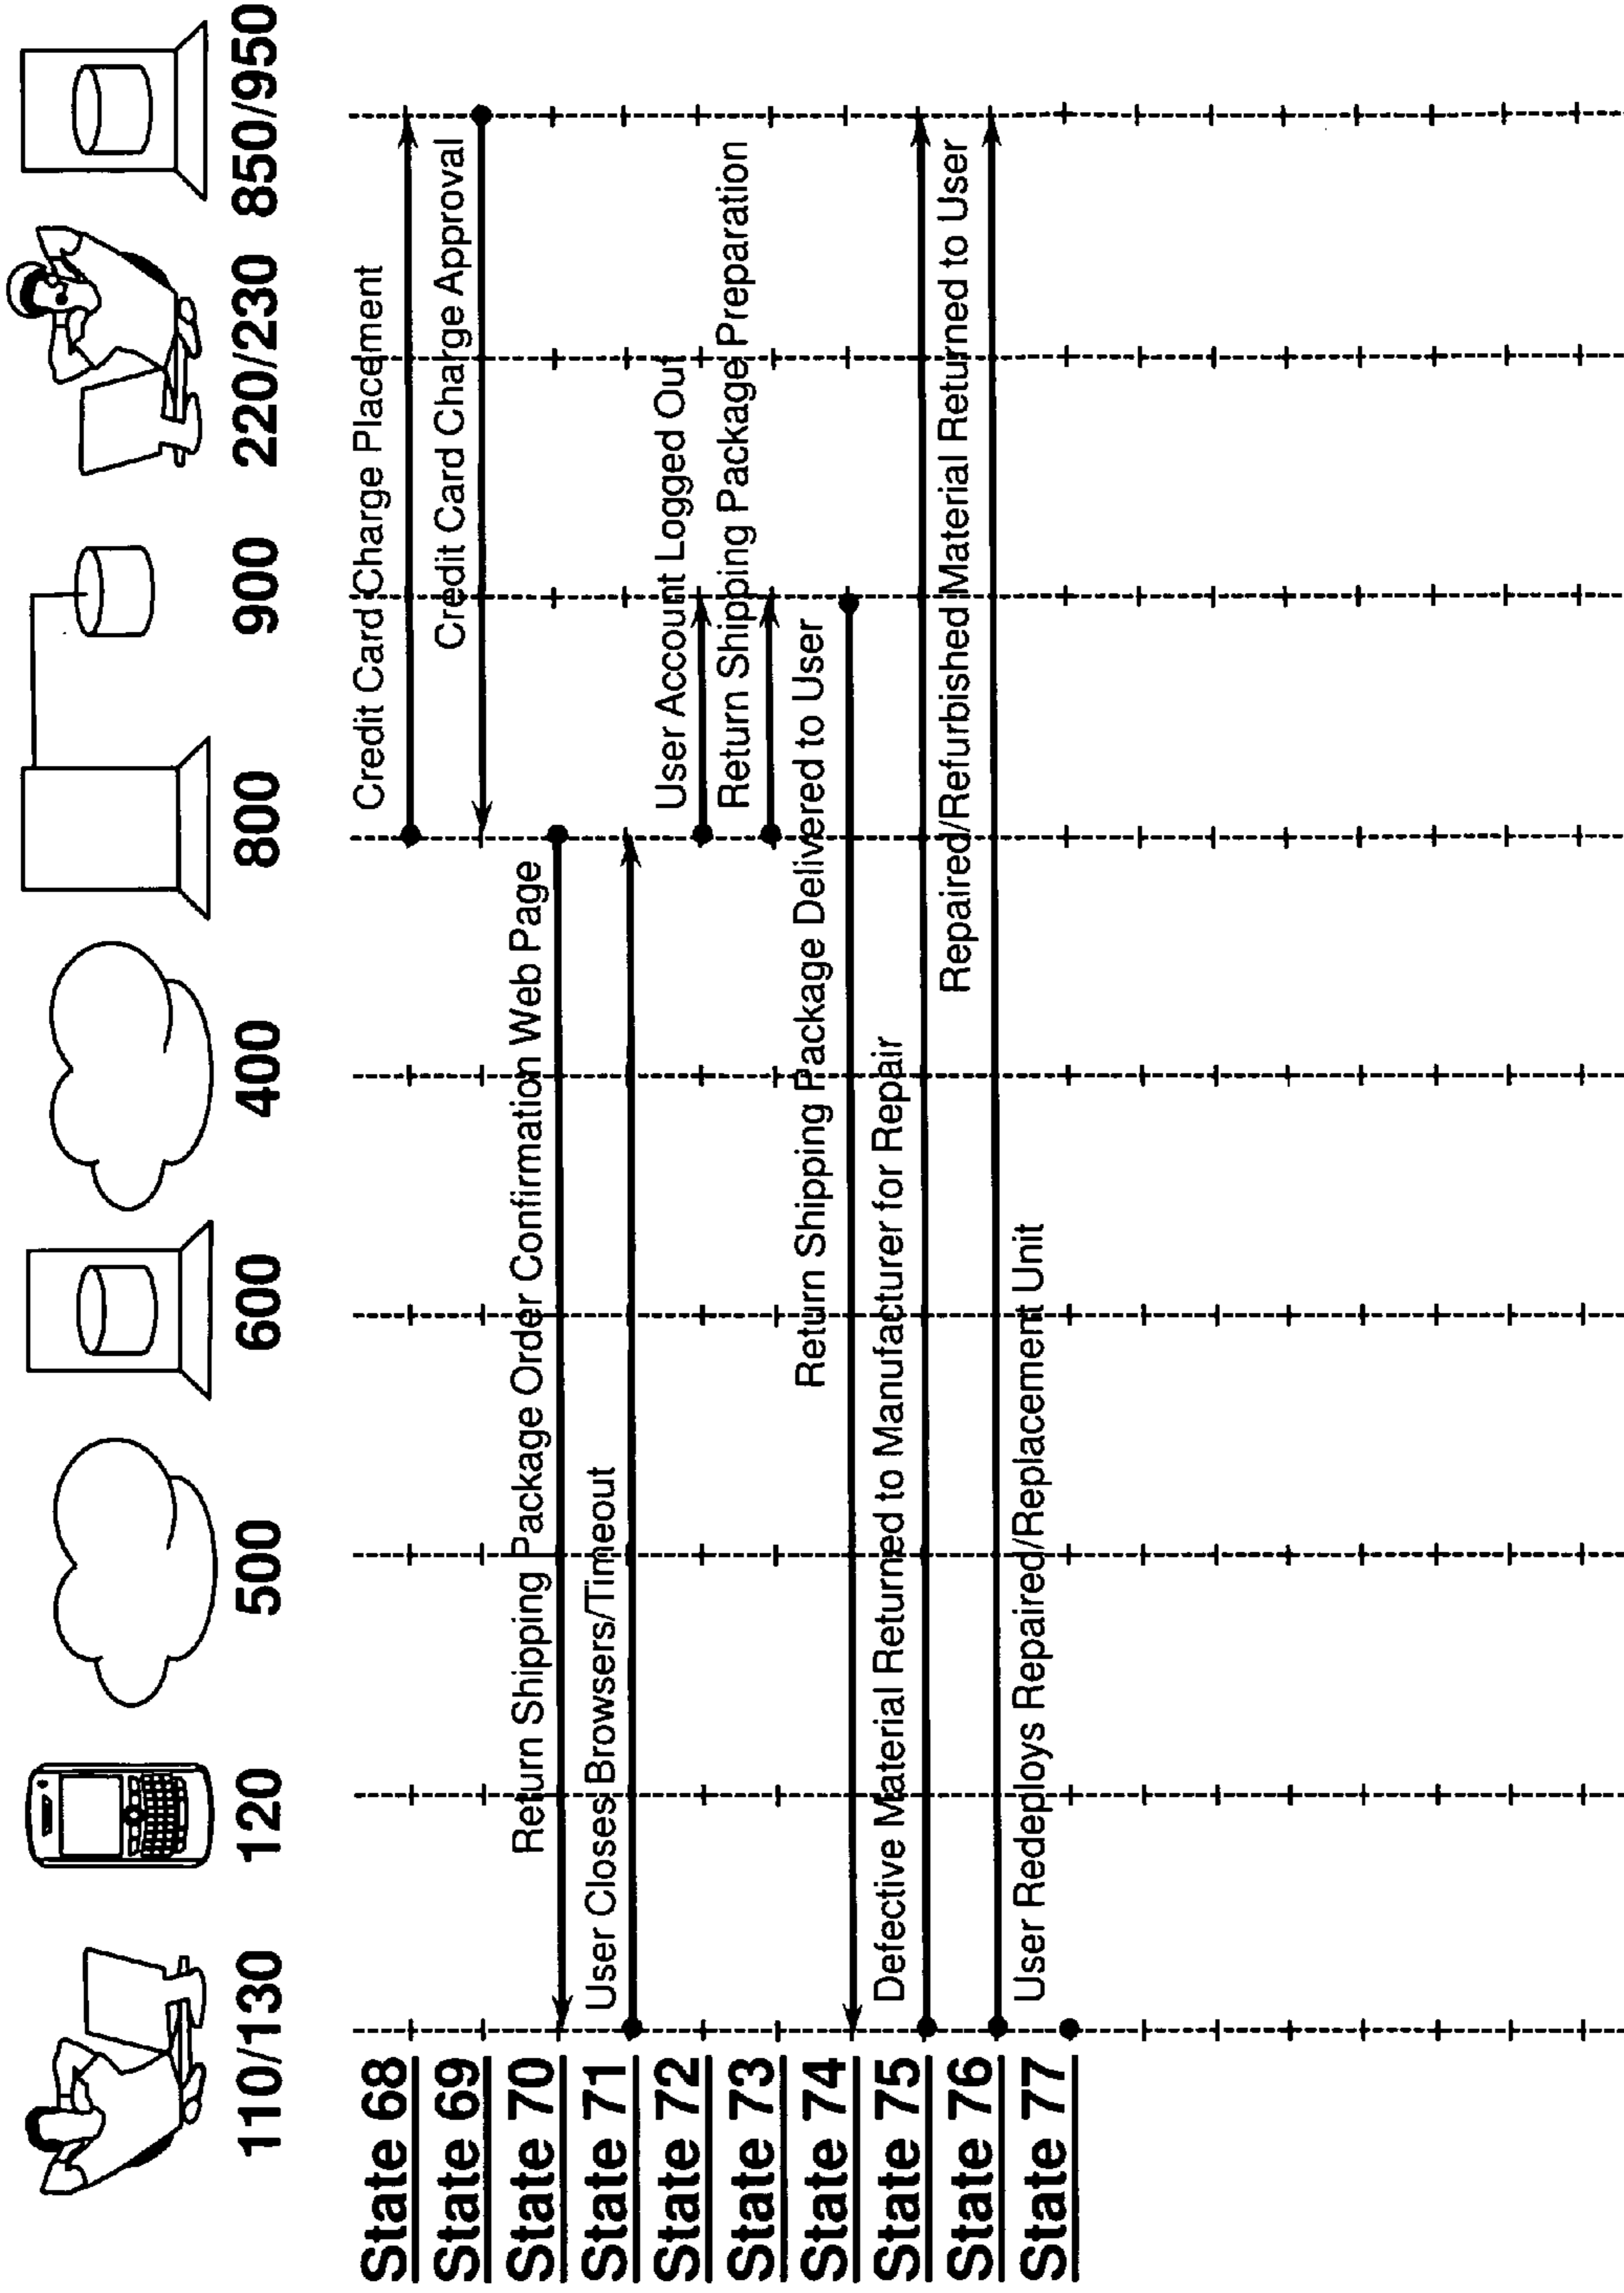 110/130
120
500
600
400
800
900
220/230
850/950
State 68
Credit Card Charge Placement
State 69
Credit Card Charge Approval
State 70
Return Shipping Package Order Confirmation Web Page
State 71
User Closes Browsers/Timeout
State 72
User Account Logged Out
State 73
Return Shipping Package Preparation
State 74
Return Shipping Package Delivered to User
State 75
Defective Material Returned to Manufacturer for Repair
State 76
Repaired/Refurbished Material Returned to User
State 77
User Redeploys Repaired/Replacement Unit